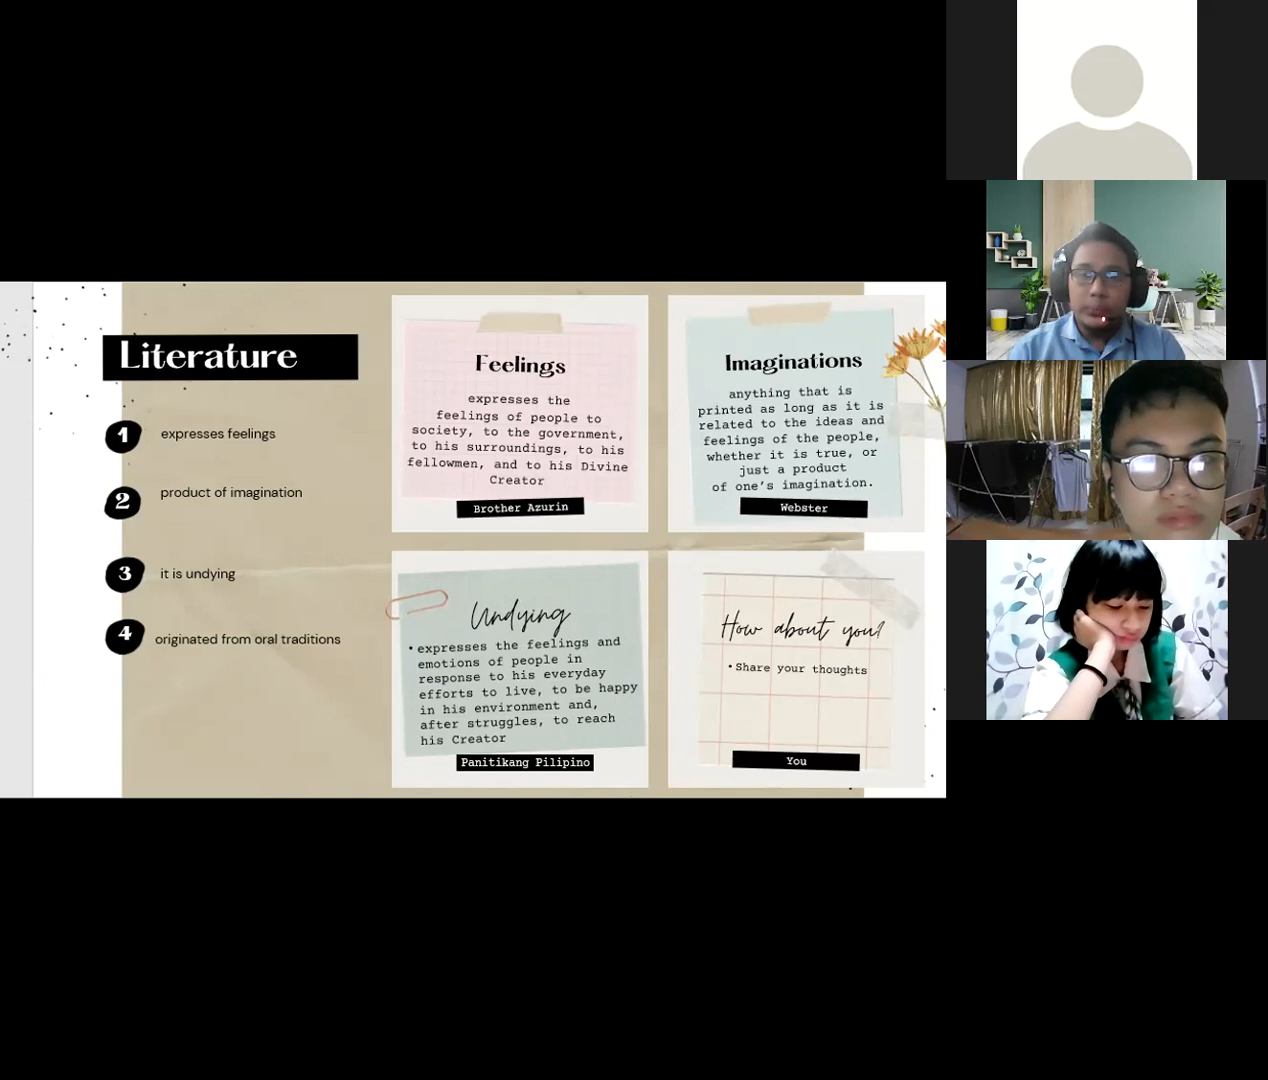 Literature
1 expresses feelings
2 product of imagination
3 it is undying
4 originated from oral traditions
Feelings
expresses the
feelings of people to
society, to the government,
to his surroundings, to his
fellowmen, and to his Divine
Creator
Brother Azurin
Imaginations
anything that is
printed as long as it is
related to the ideas and
feelings of the people,
whether it is true, or
just a product
of one’s imagination.
Webster
Undying
•expresses the feelings and
emotions of people in
response to his everyday
efforts to live, to be happy
in his environment and,
after struggles, to reach
his Creator
Panitikang Pilipino
How about you?
•Share your thoughts
You